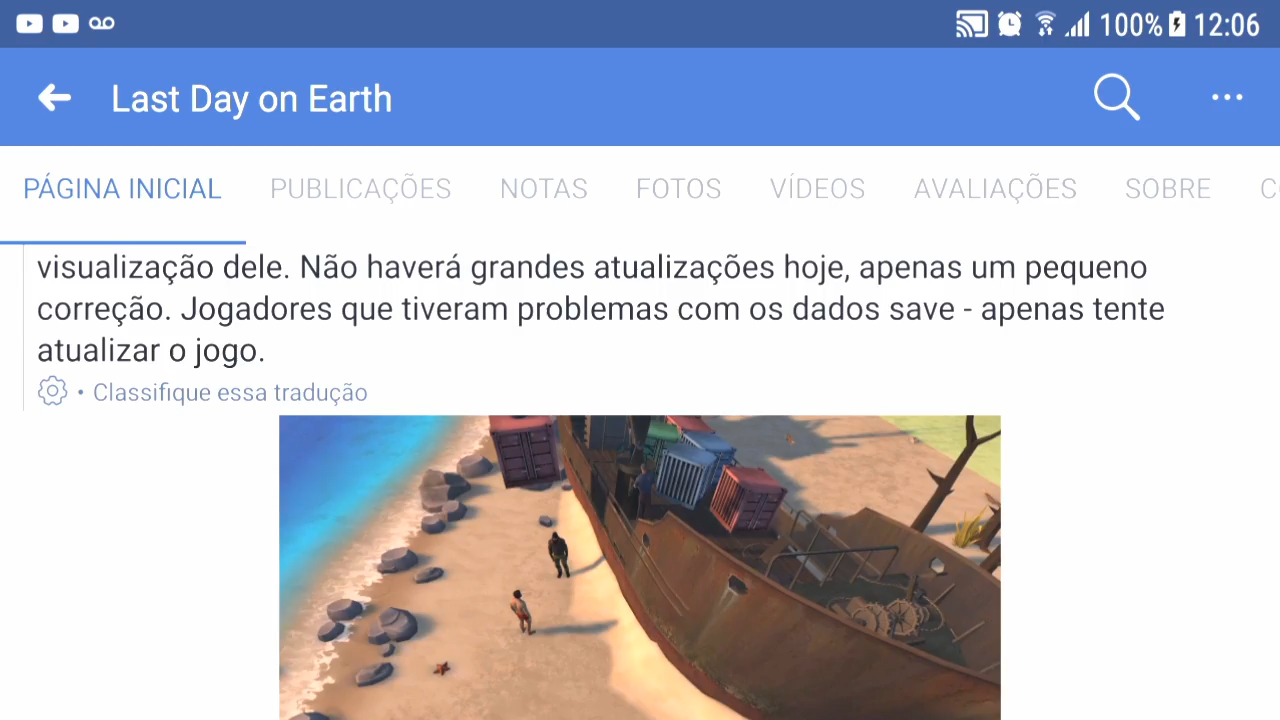 100% 12:06
Last Day on Earth
PÁGINA INICIAL PUBLICAÇÕES NOTAS FOTOS VÍDEOS AVALIAÇÕES SOBRE
visualização dele. Não haverá grandes atualizações hoje, apenas um pequeno
correção. Jogadores que tiveram problemas com os dados save - apenas tente
atualizar o jogo.
• Classifique essa tradução